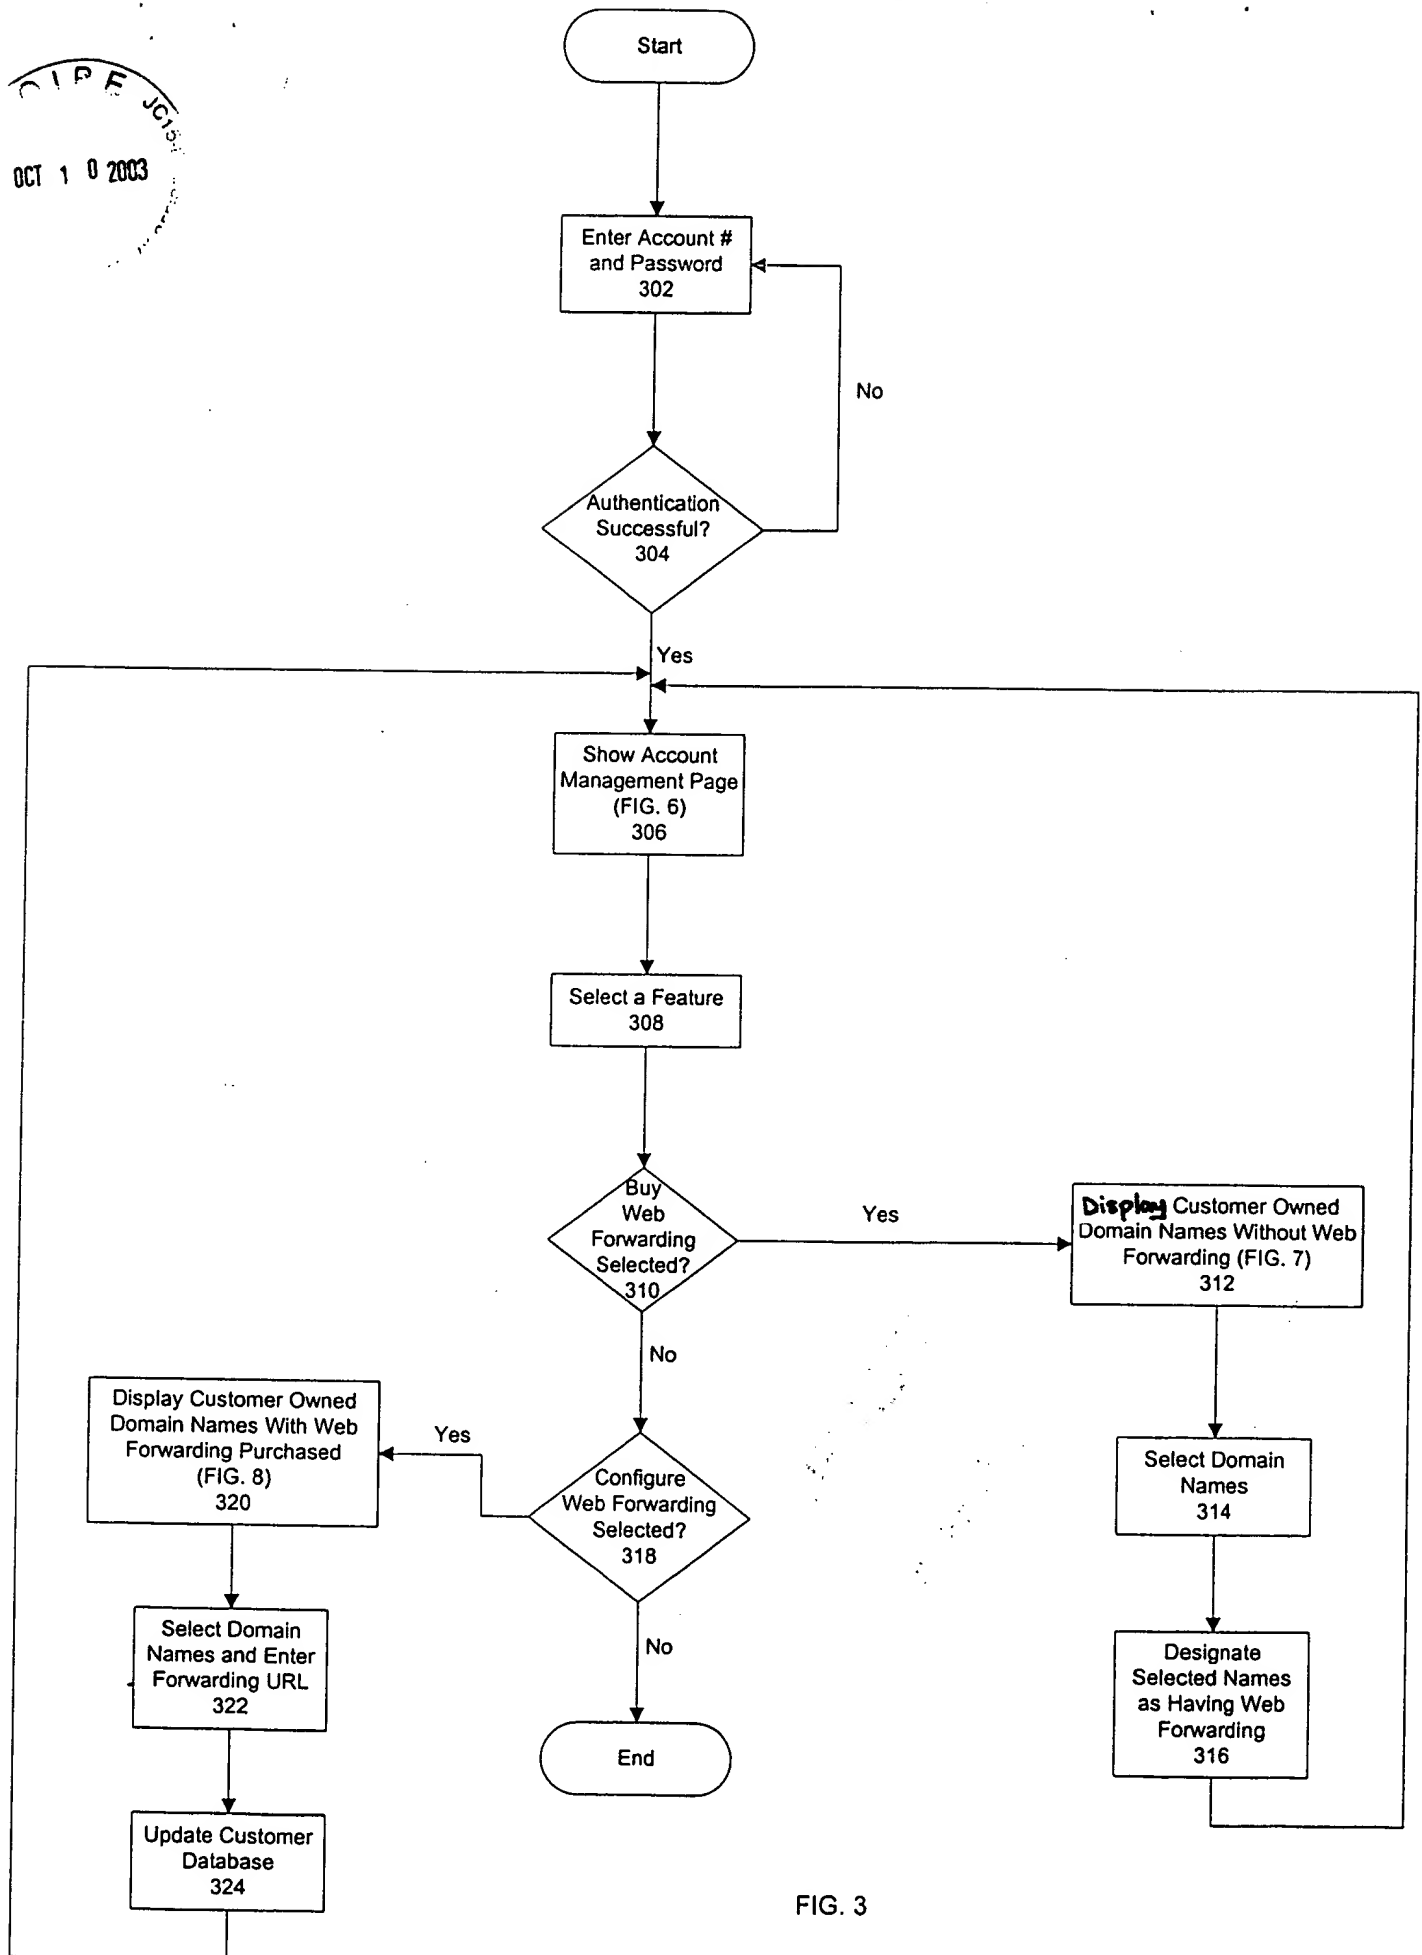 Start
OIPE JC15
OCT 10 2003
Enter Account #
and Password
302
No
Authentication
Successful?
304
Yes
Show Account
Management Page
(FIG. 6)
306
Select a Feature
308
Buy
Web
Forwarding
Selected?
310
Yes
Display Customer Owned
Domain Names Without Web
Forwarding (FIG. 7)
312
No
Display Customer Owned
Domain Names With Web
Forwarding Purchased
(FIG. 8)
320
Yes
Configure
Web Forwarding
Selected?
318
Select Domain
Names
314
Select Domain
Names and Enter
Forwarding URL
322
No
Designate
Selected Names
as Having Web
Forwarding
316
End
Update Customer
Database
324
FIG. 3